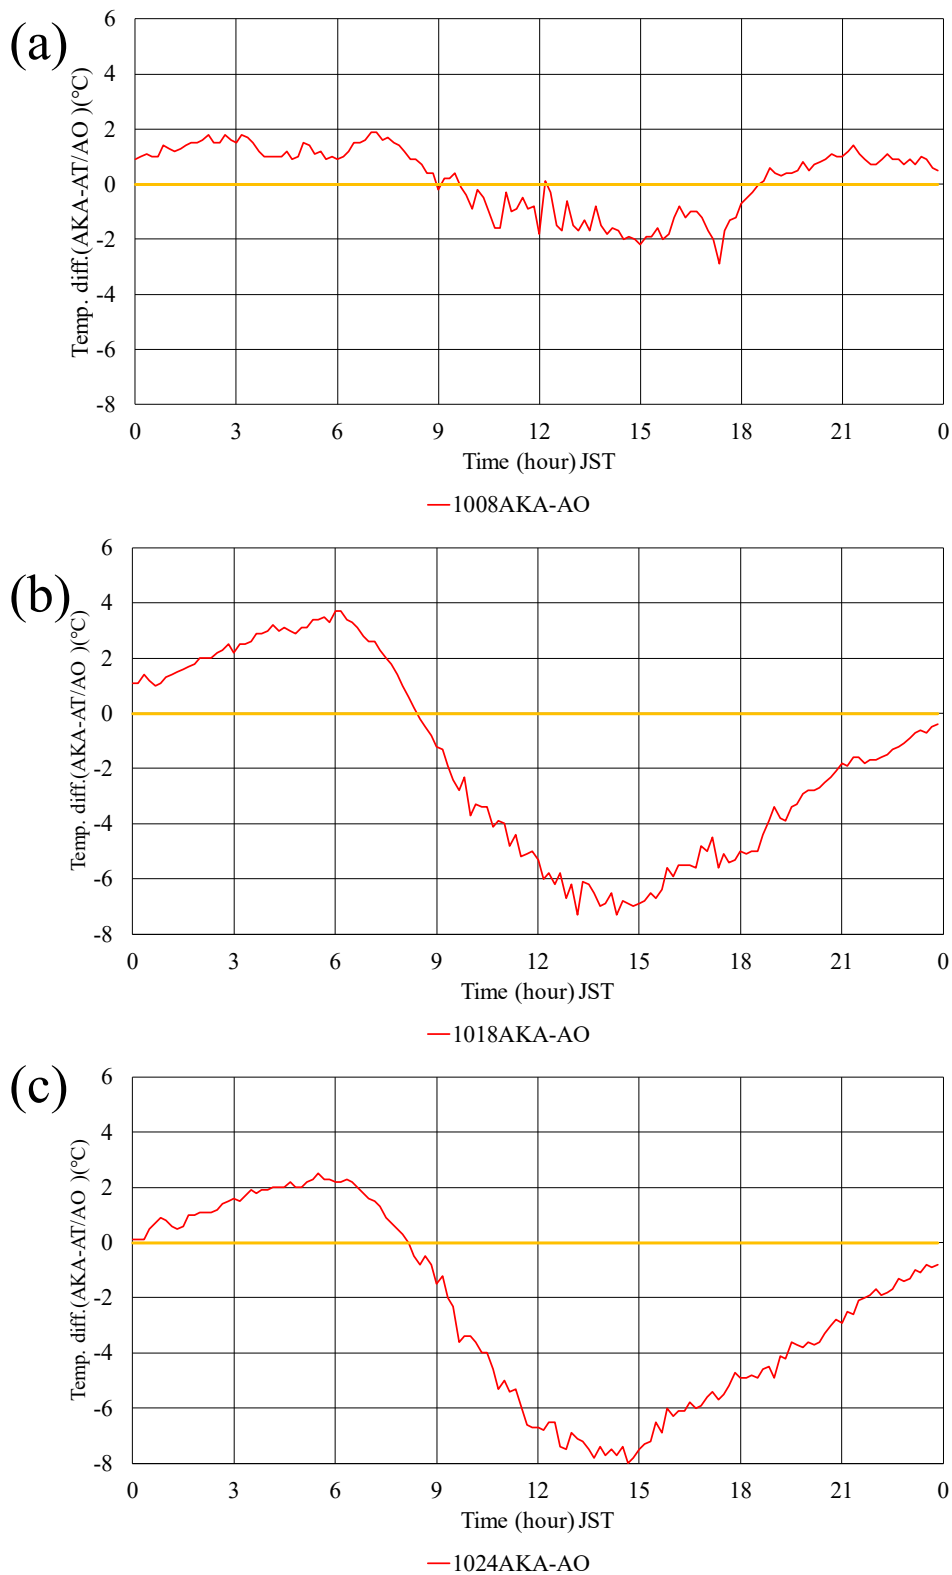 (a)
Temp. diff.(AKA-AT/AO )(°C)
6
4
2
0
-2
-4
-6
-8
0 3 6 9 12 15 18 21 0
Time (hour) JST
1008AKA-AO
(b)
Temp. diff.(AKA-AT/AO )(°C)
6
4
2
0
-2
-4
-6
-8
0 3 6 9 12 15 18 21 0
Time (hour) JST
1018AKA-AO
(c)
Temp. diff.(AKA-AT/AO )(°C)
6
4
2
0
-2
-4
-6
-8
0 3 6 9 12 15 18 21 0
Time (hour) JST
1024AKA-AO